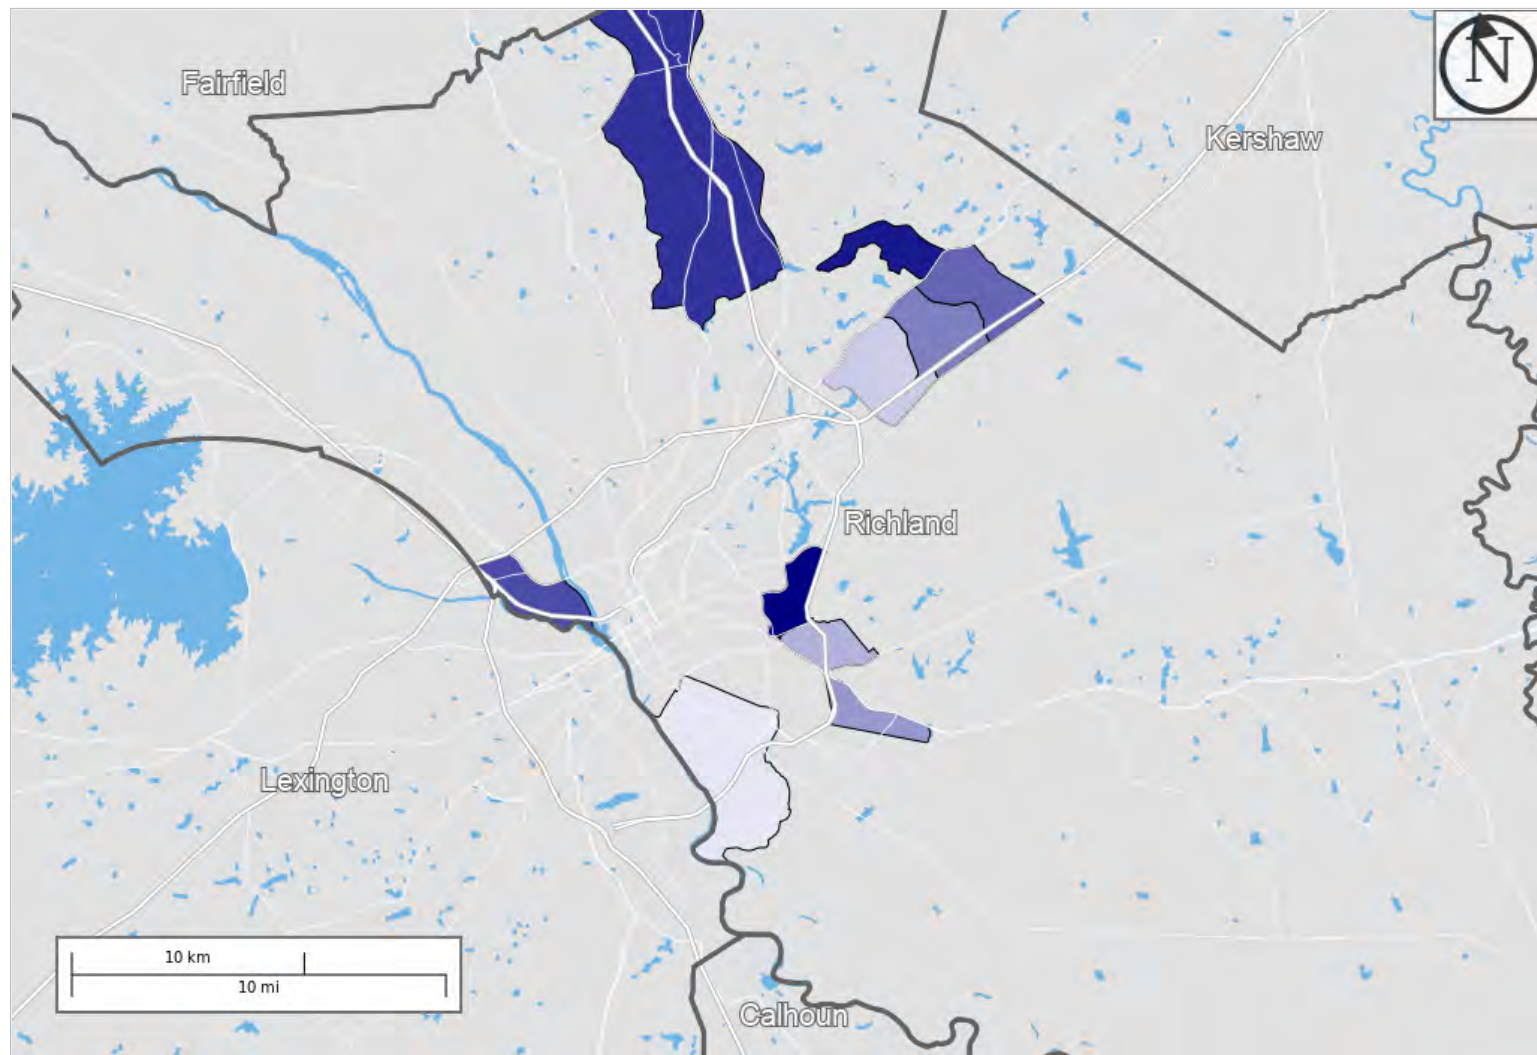 N
Fairfield
Kershaw
Richland
Lexington
10 km
10 mi
Calhoun